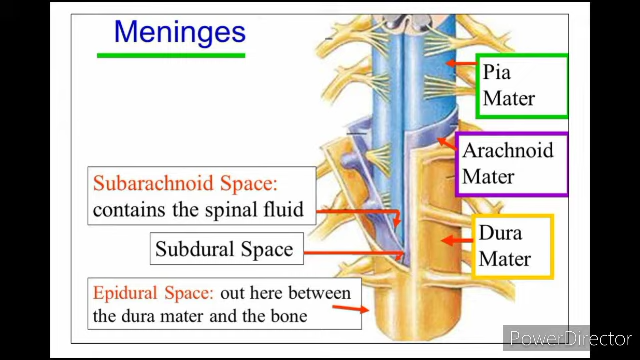 Meninges
Pia
Mater
Arachnoid
Mater
Subarachnoid Space:
contains the spinal fluid
Subdural Space
Dura
Mater
Epidural Space: out here between
the dura mater and the bone
PowerDirector